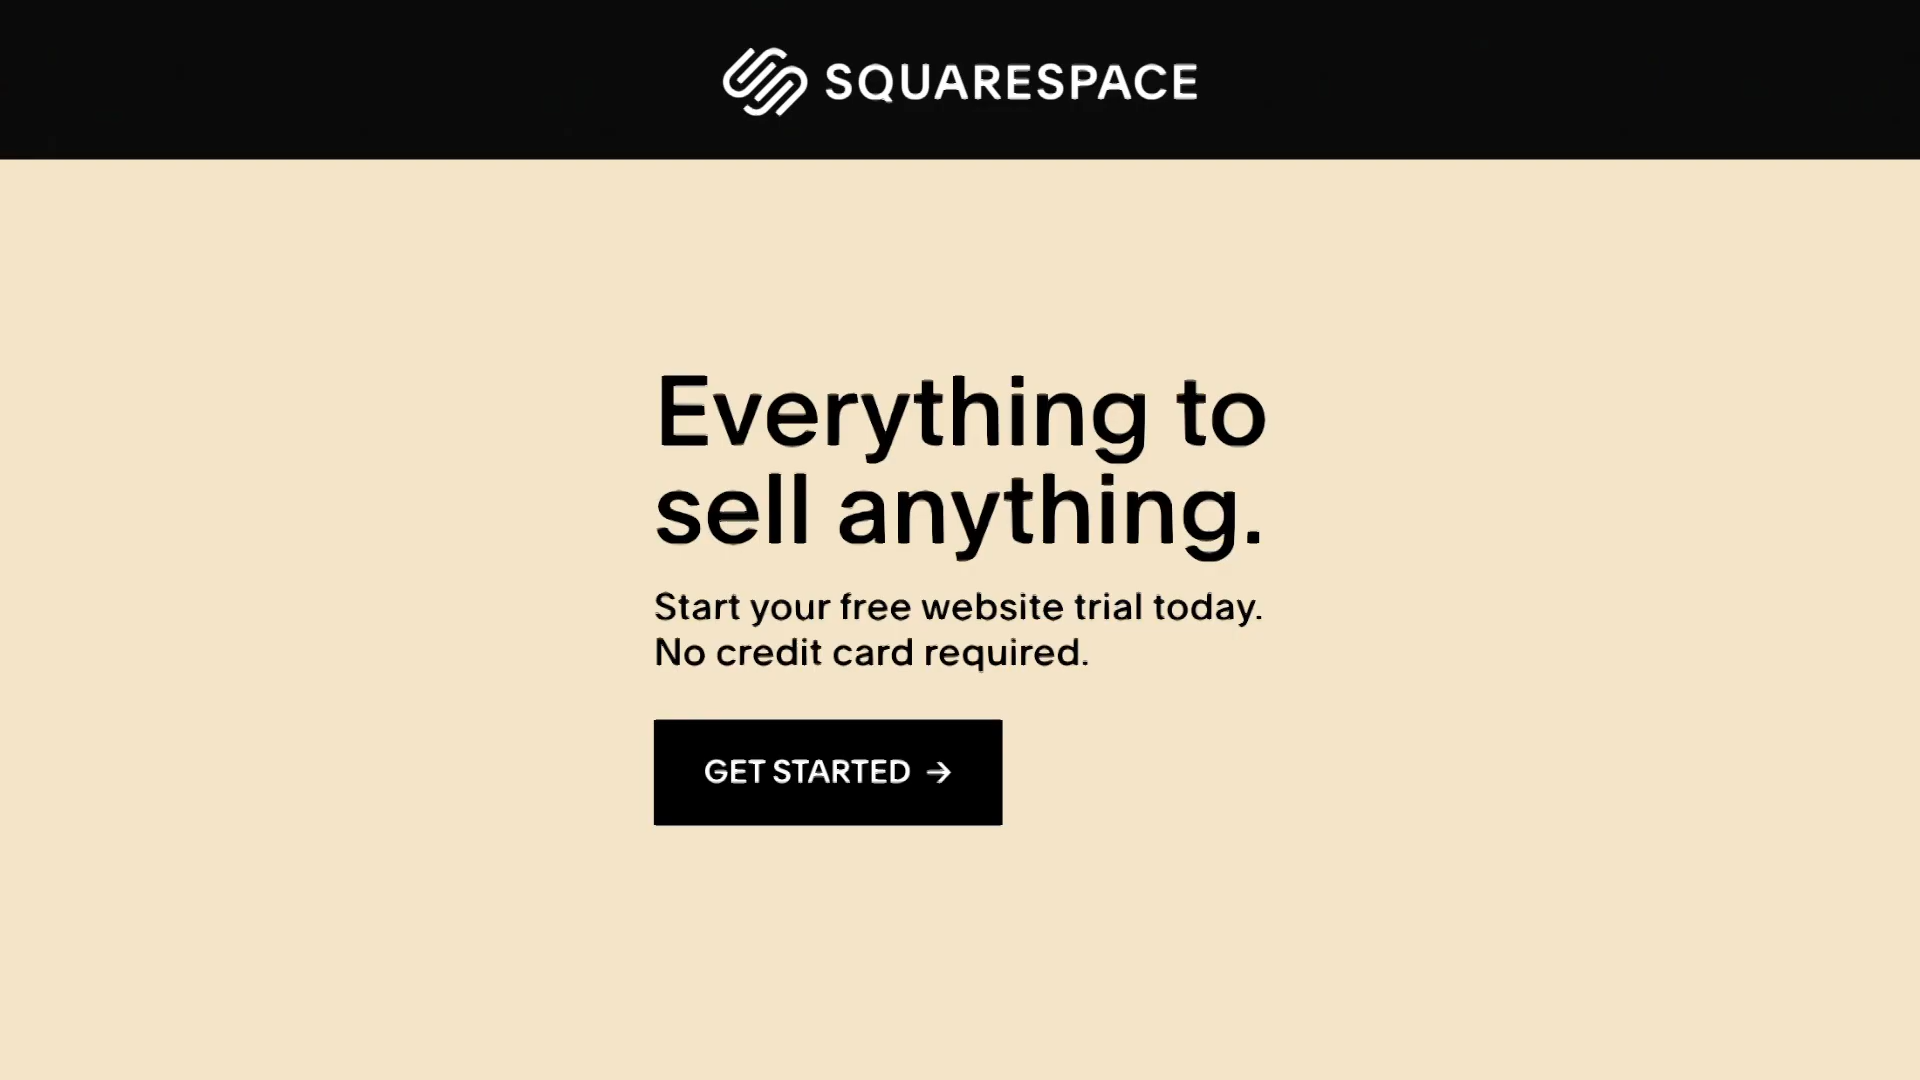 SQUARESPACE
Everything to
sell anything.
Start your free website trial today.
No credit card required.
GET STARTED →